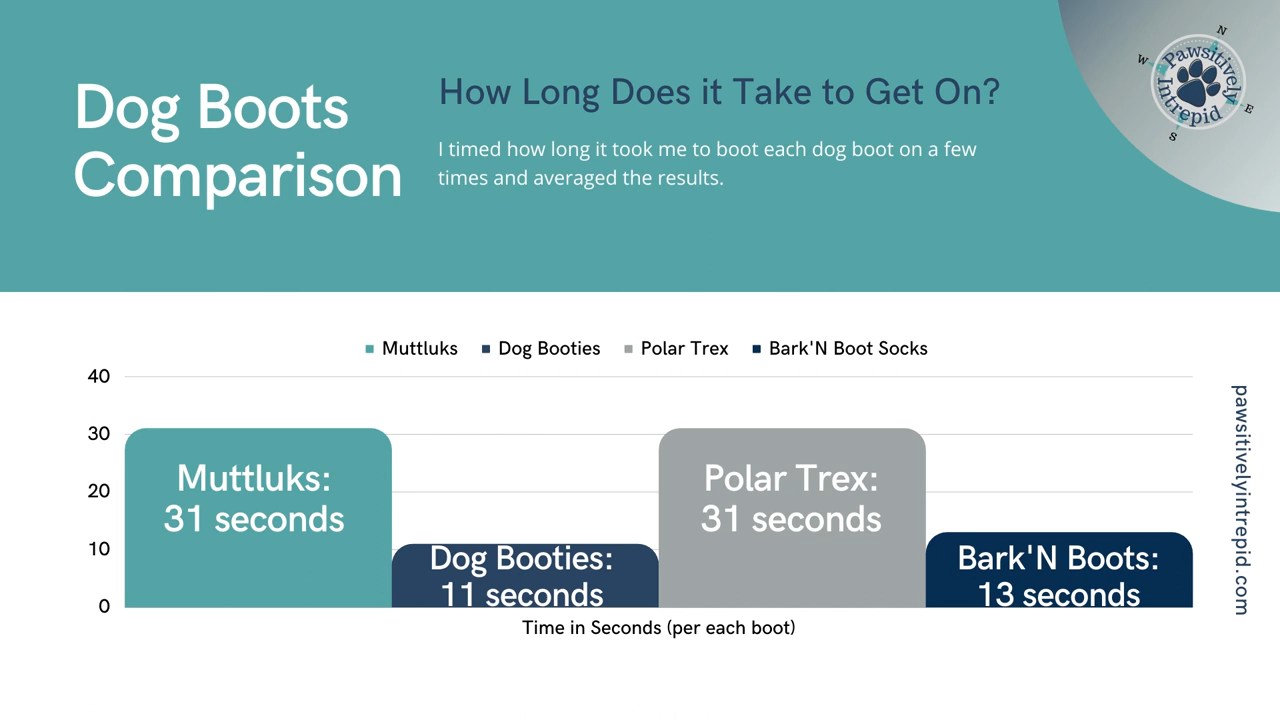 Dog Boots
Comparison
How Long Does it Take to Get On?
I timed how long it took me to boot each dog boot on a few
times and averaged the results.
N
W
E
S
Pawsitively
Intrepid
Muttluks
Dog Booties
Polar Trex
Bark'N Boot Socks
40
30
20
10
0
Muttluks:
31 seconds
Dog Booties:
11 seconds
Polar Trex:
31 seconds
Bark'N Boots:
13 seconds
Time in Seconds (per each boot)
pawsitivelyintrepid.com